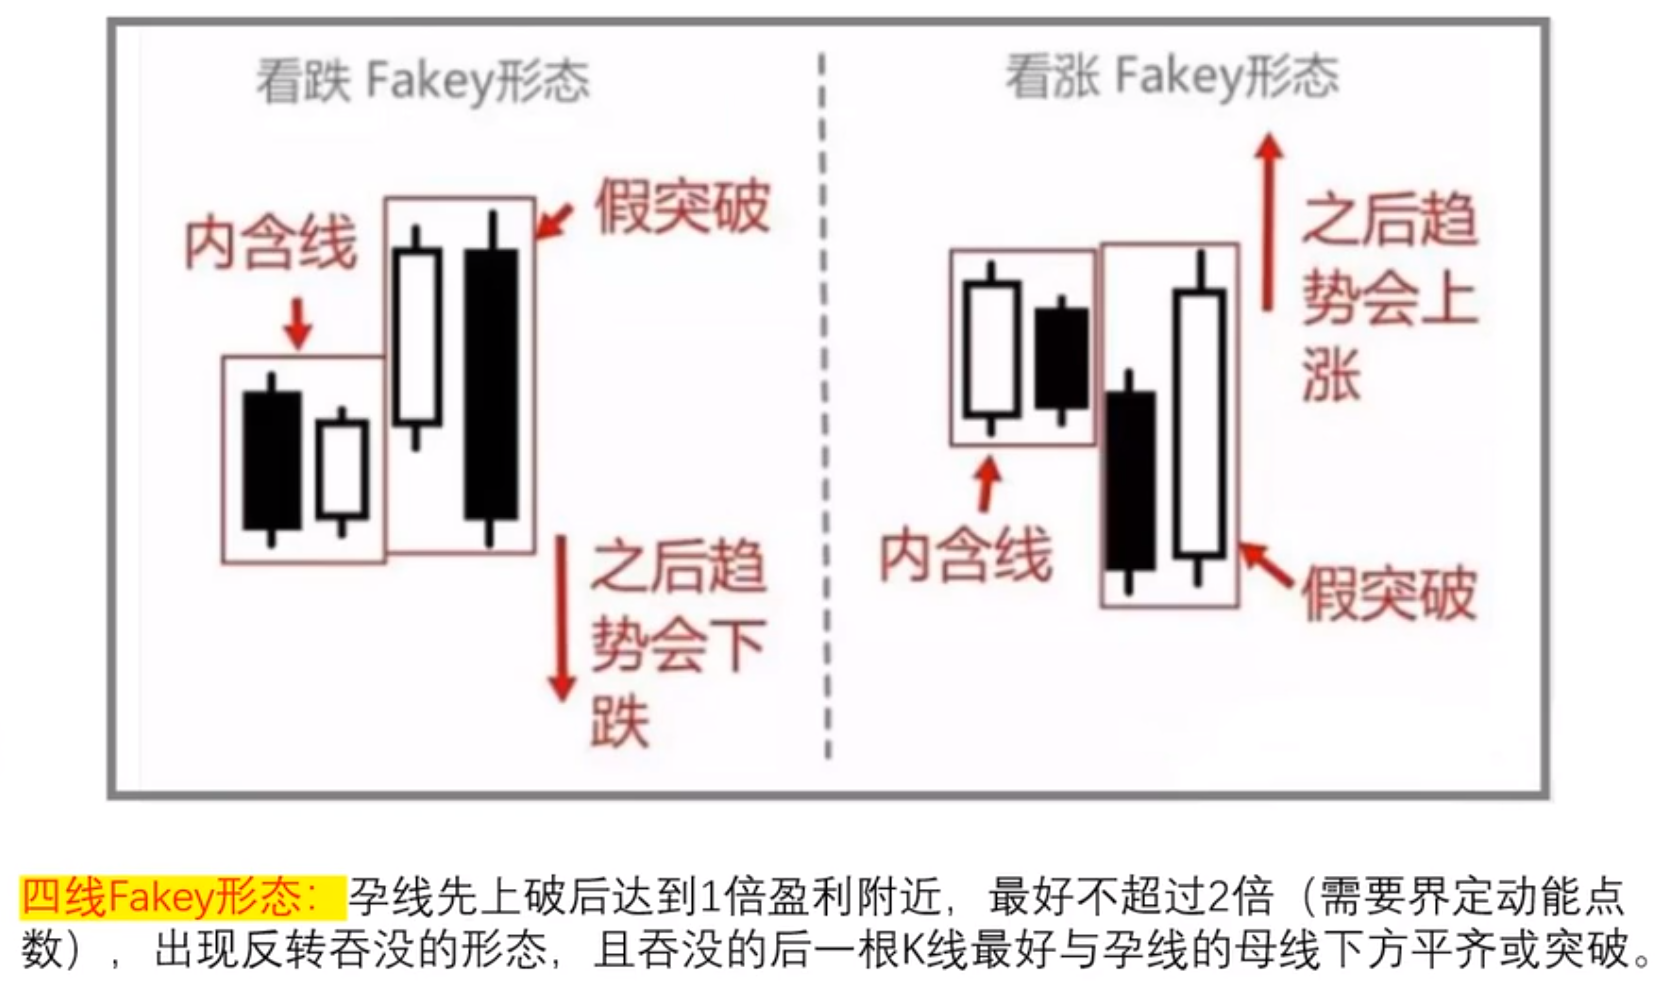 看跌 Fakey形态
内含线
假突破
之后趋
势会下
跌
看涨 Fakey形态
之后趋
势会上
涨
内含线
假突破
四线Fakey形态：孕线先上破后达到1倍盈利附近，最好不超过2倍（需要界定动能点
数），出现反转吞没的形态，且吞没的后一根K线最好与孕线的母线下方平齐或突破。